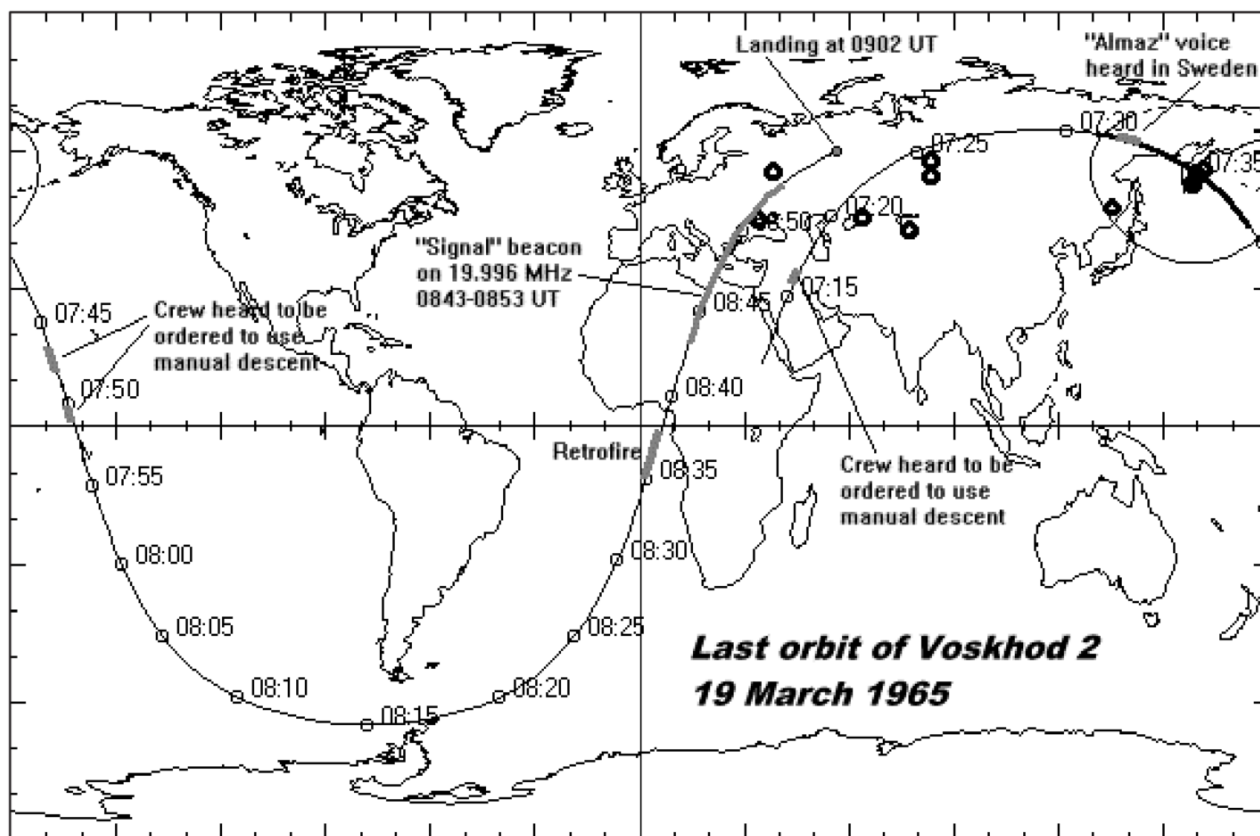 Landing at 0902 UT
"Almaz" voice
heard in Sweden
07:30
07:25
07:35
07:20
08:50
"Signal" beacon
on 19.996 MHz
0843-0853 UT
07:15
08:45
07:45
Crew heard to be
ordered to use
manual descent
07:50
08:40
Retrofire
08:35
Crew heard to be
ordered to use
manual descent
07:55
08:00
08:30
08:05
08:25
Last orbit of Voskhod 2
19 March 1965
08:10
08:20
08:15